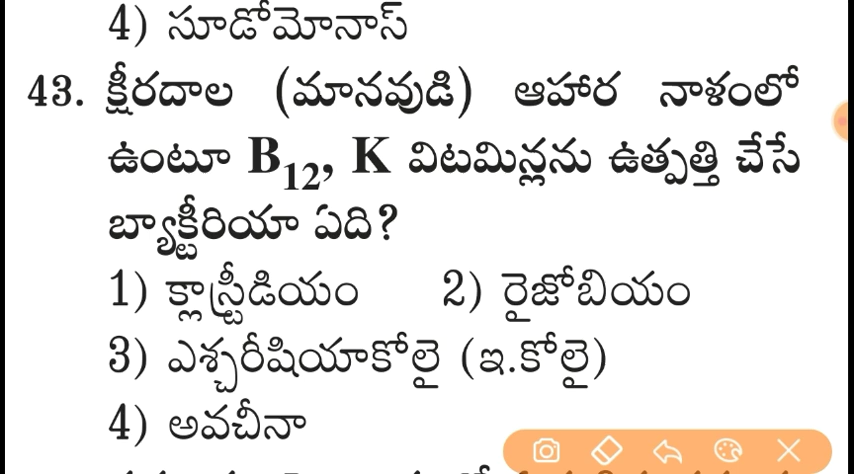 4) సూడోమోనాస్
43. క్షీరదాల (మానవుడి) ఆహార నాళంలో
ఉంటూ B₁₂, K విటమిన్లను ఉత్పత్తి చేసే
బ్యాక్టీరియా ఏది?
1) క్లాస్ట్రీడియం 2) రైజోబియం
3) ఎశ్చరీషియాకోలై (ఇ.కోలై)
4) అవచీనా